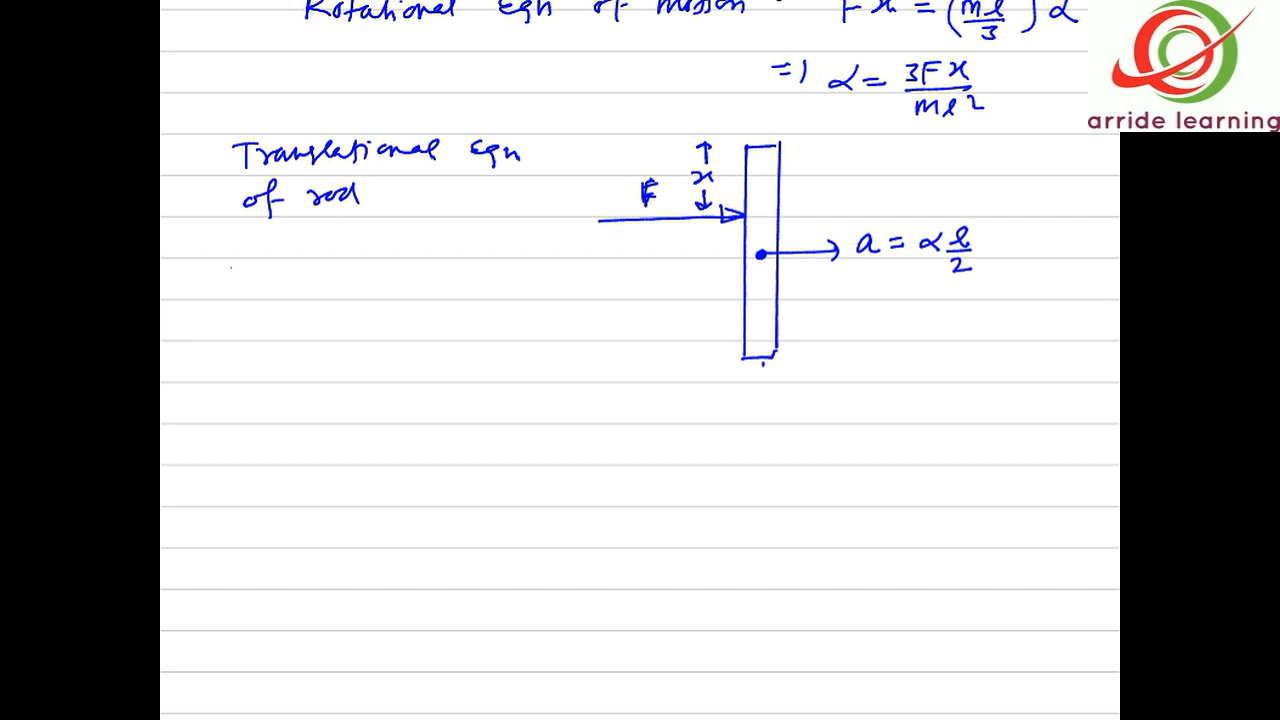 Rotational Eqn of motion : Fx = (ml²/3) α
=) α = 3Fx/ml²
arride learning
Translational Eqn
of rod
x
F
a = α l/2